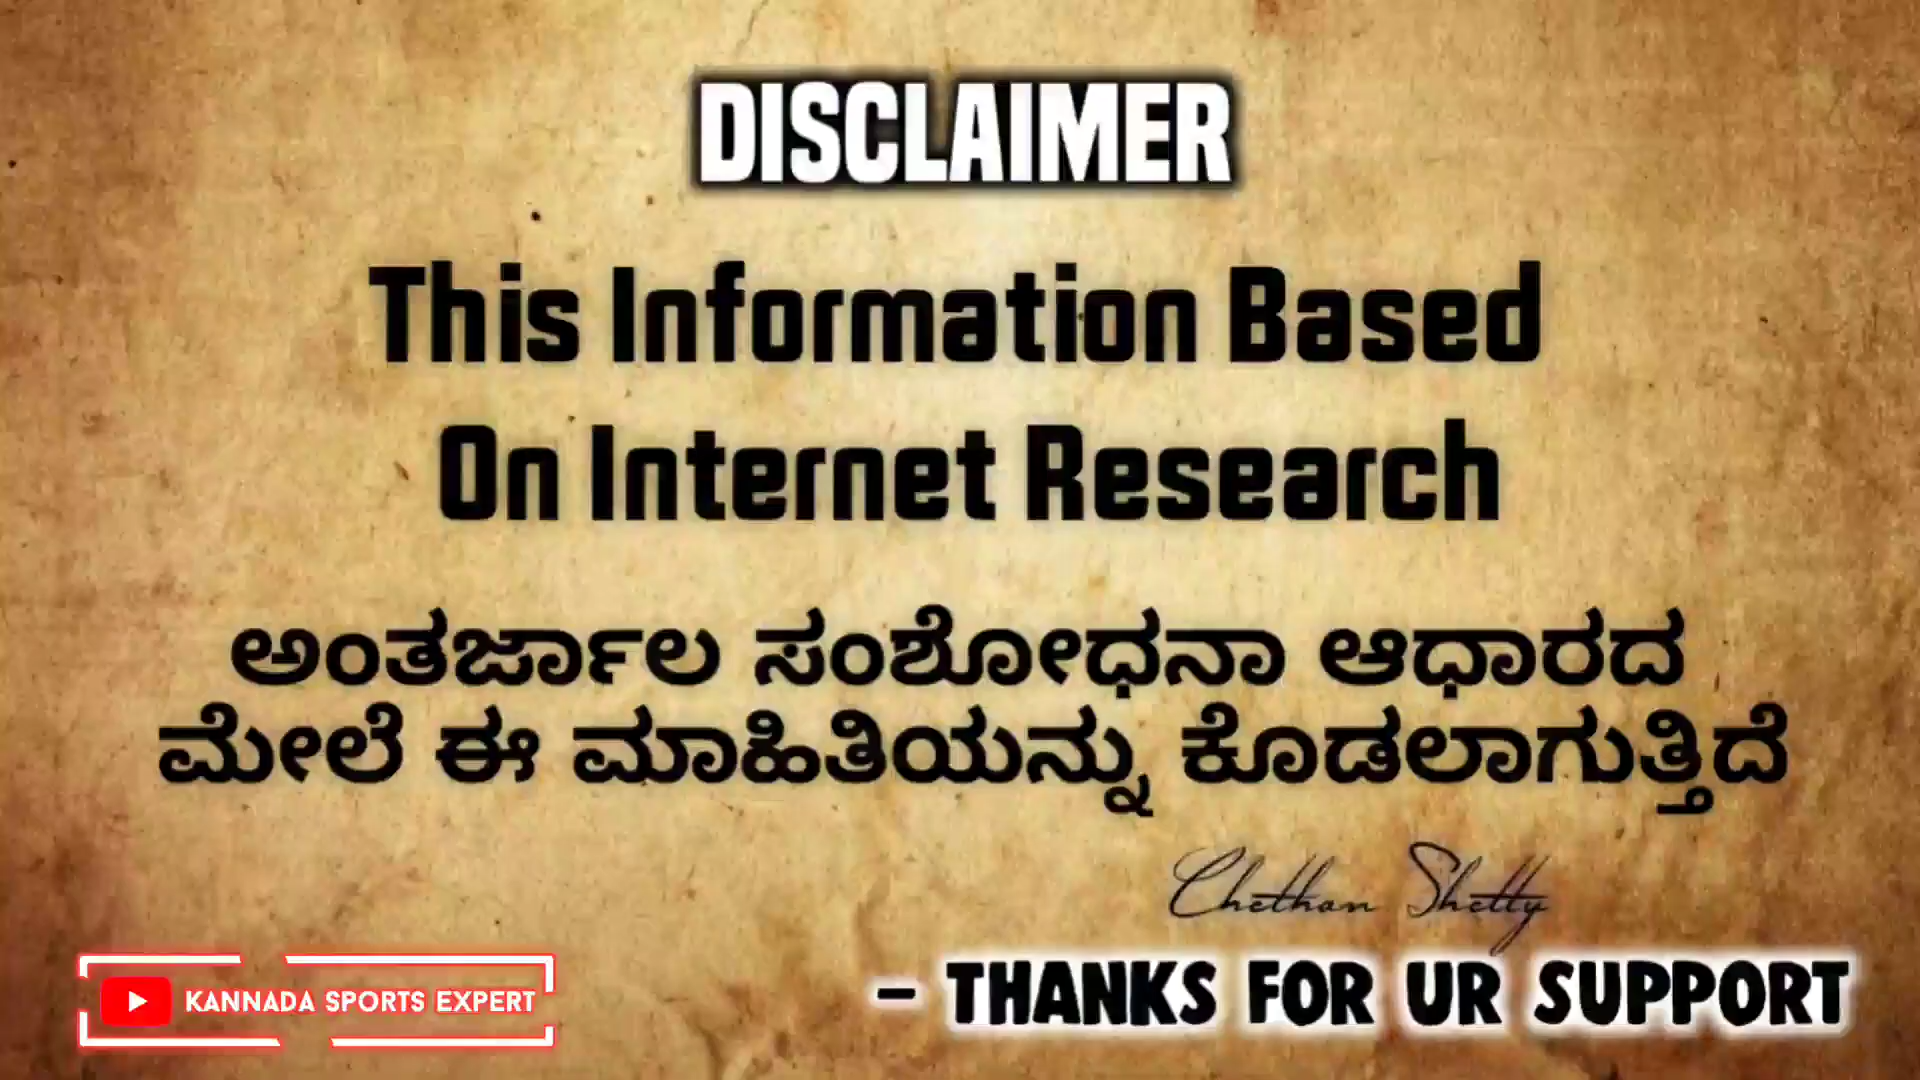 DISCLAIMER
This Information Based
On Internet Research
ಅಂತರ್ಜಾಲ ಸಂಶೋಧನಾ ಆಧಾರದ
ಮೇಲೆ ಈ ಮಾಹಿತಿಯನ್ನು ಕೊಡಲಾಗುತ್ತಿದೆ
Chethan Shetty
- THANKS FOR UR SUPPORT
KANNADA SPORTS EXPERT